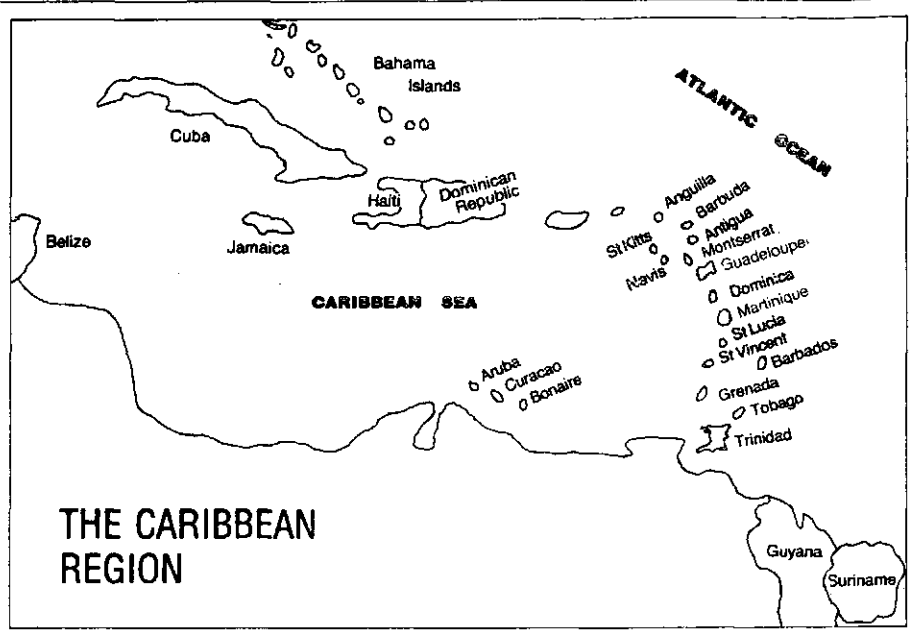 Bahama
Islands
ATLANTIC OCEAN
Cuba
Haiti
Dominican
Republic
Anguilla
Barbuda
Antigua
St Kitts
Montserrat
Navis
Guadeloupe
Belize
Jamaica
CARIBBEAN SEA
Dominica
Martinique
St Lucia
St Vincent
Barbados
Aruba
Curacao
Bonaire
Grenada
Tobago
Trinidad
THE CARIBBEAN
REGION
Guyana
Suriname